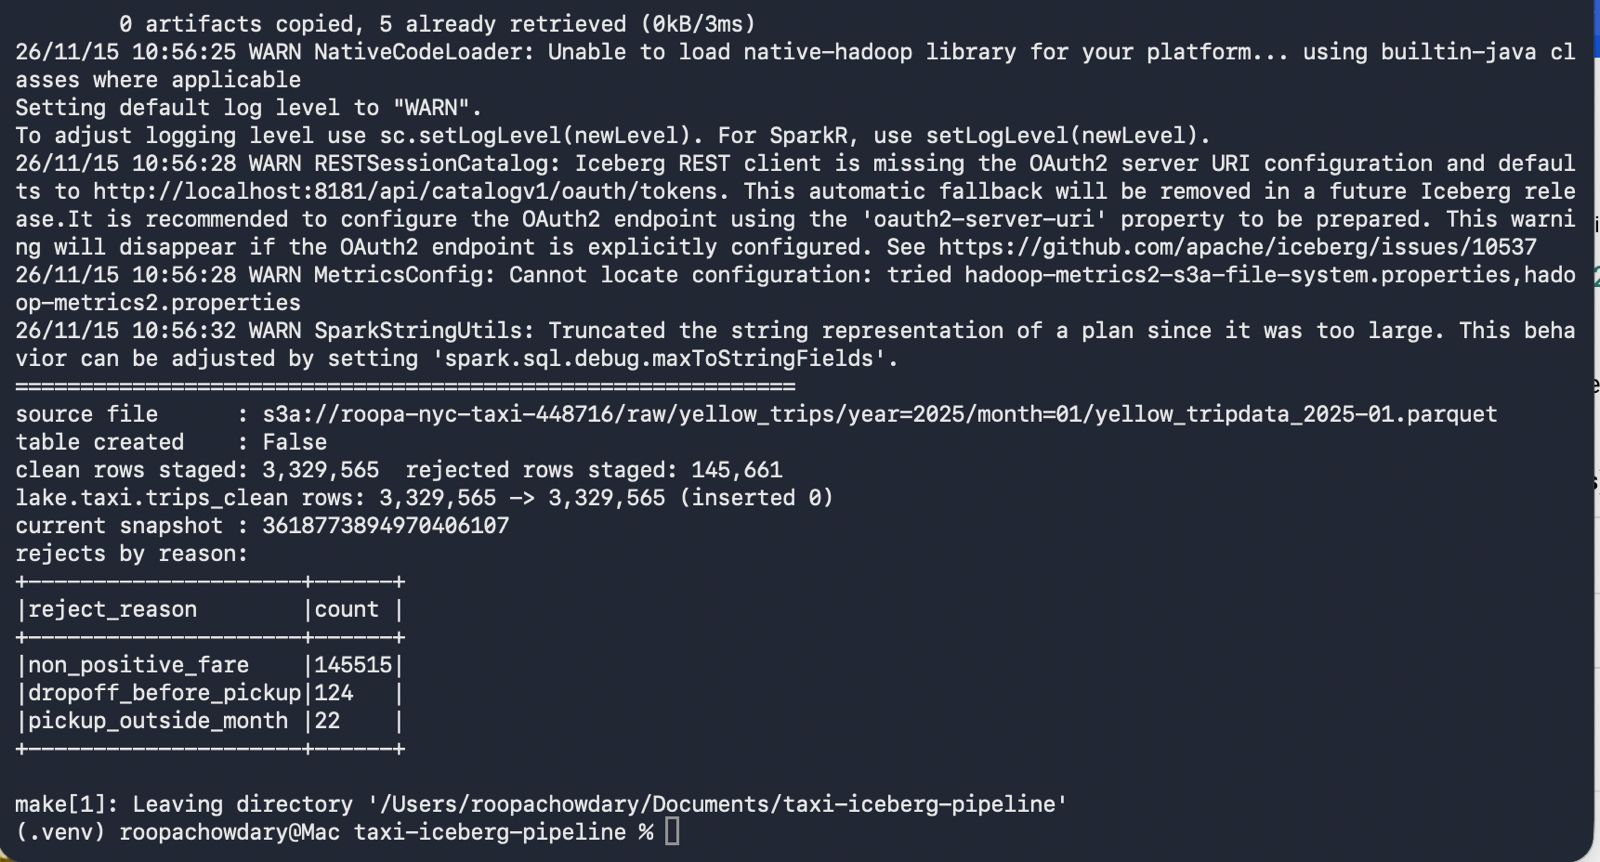 0 artifacts copied, 5 already retrieved (0kB/3ms)
26/11/15 10:56:25 WARN NativeCodeLoader: Unable to load native-hadoop library for your platform... using builtin-java cl
asses where applicable
Setting default log level to "WARN".
To adjust logging level use sc.setLogLevel(newLevel). For SparkR, use setLogLevel(newLevel).
26/11/15 10:56:28 WARN RESTSessionCatalog: Iceberg REST client is missing the OAuth2 server URI configuration and defaul
ts to http://localhost:8181/api/catalogv1/oauth/tokens. This automatic fallback will be removed in a future Iceberg rele
ase.It is recommended to configure the OAuth2 endpoint using the 'oauth2-server-uri' property to be prepared. This warni
ng will disappear if the OAuth2 endpoint is explicitly configured. See https://github.com/apache/iceberg/issues/10537
26/11/15 10:56:28 WARN MetricsConfig: Cannot locate configuration: tried hadoop-metrics2-s3a-file-system.properties,hado
op-metrics2.properties
26/11/15 10:56:32 WARN SparkStringUtils: Truncated the string representation of a plan since it was too large. This beha
vior can be adjusted by setting 'spark.sql.debug.maxToStringFields'.
============================================================
source file      : s3a://roopa-nyc-taxi-448716/raw/yellow_trips/year=2025/month=01/yellow_tripdata_2025-01.parquet
table created    : False
clean rows staged: 3,329,565  rejected rows staged: 145,661
lake.taxi.trips_clean rows: 3,329,565 -> 3,329,565 (inserted 0)
current snapshot : 3618773894970406107
rejects by reason:
+---------------------+------+
|reject_reason        |count |
+---------------------+------+
|non_positive_fare    |145515|
|dropoff_before_pickup|124   |
|pickup_outside_month |22    |
+---------------------+------+

make[1]: Leaving directory '/Users/roopachowdary/Documents/taxi-iceberg-pipeline'
(.venv) roopachowdary@Mac taxi-iceberg-pipeline %